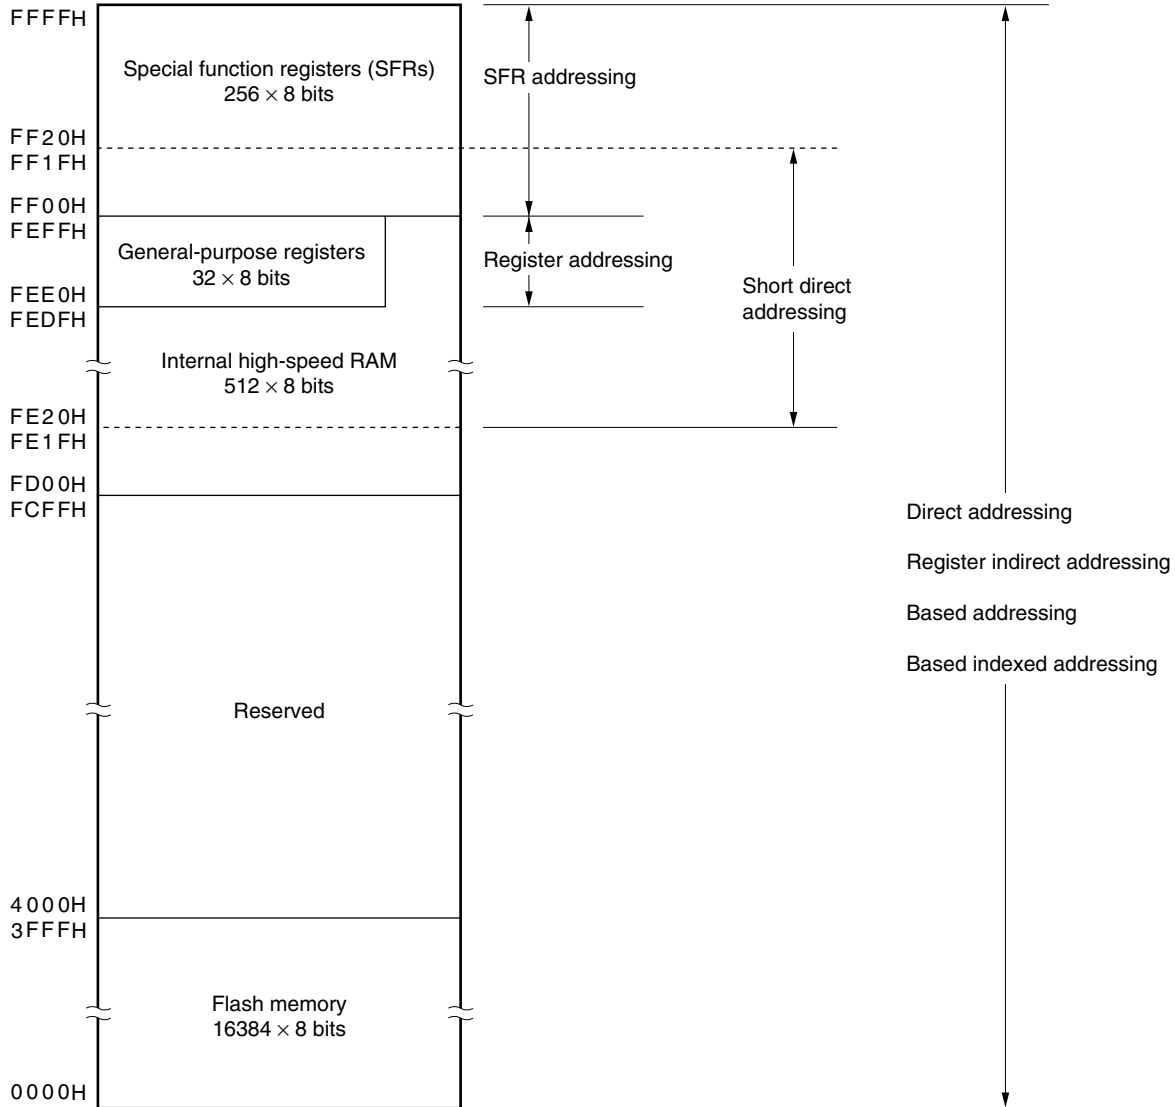 FFFFH
Special function registers (SFRs)
256 × 8 bits
SFR addressing
FF20H
FF1FH
FF00H
FEFFH
General-purpose registers
32 × 8 bits
Register addressing
Short direct
addressing
FEE0H
FEDFH
Internal high-speed RAM
512 × 8 bits
FE20H
FE1FH
FD00H
FCFFH
Direct addressing
Register indirect addressing
Based addressing
Based indexed addressing
Reserved
4000H
3FFFH
Flash memory
16384 × 8 bits
0000H